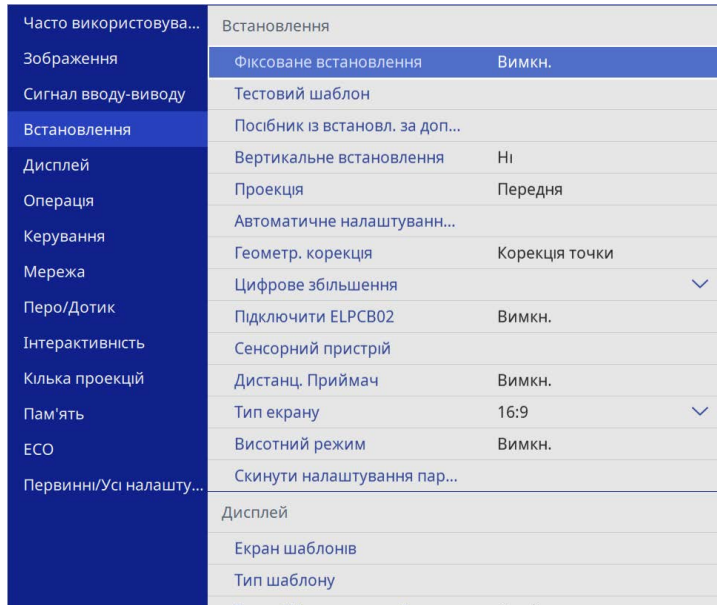 Часто використовува...
Зображення
Сигнал вводу-виводу
Встановлення
Дисплей
Операція
Керування
Мережа
Перо/Дотик
Інтерактивність
Кілька проекцій
Пам'ять
ECO
Первинні/Усі налашту...
Встановлення
Фіксоване встановлення Вимкн.
Тестовий шаблон
Посібник із встановл. за доп...
Вертикальне встановлення Ні
Проекція Передня
Автоматичне налаштуванн...
Геометр. корекція Корекція точки
Цифрове збільшення
Підключити ELPCB02 Вимкн.
Сенсорний пристрій
Дистанц. Приймач Вимкн.
Тип екрану 16:9
Висотний режим Вимкн.
Скинути налаштування пар...
Дисплей
Екран шаблонів
Тип шаблону